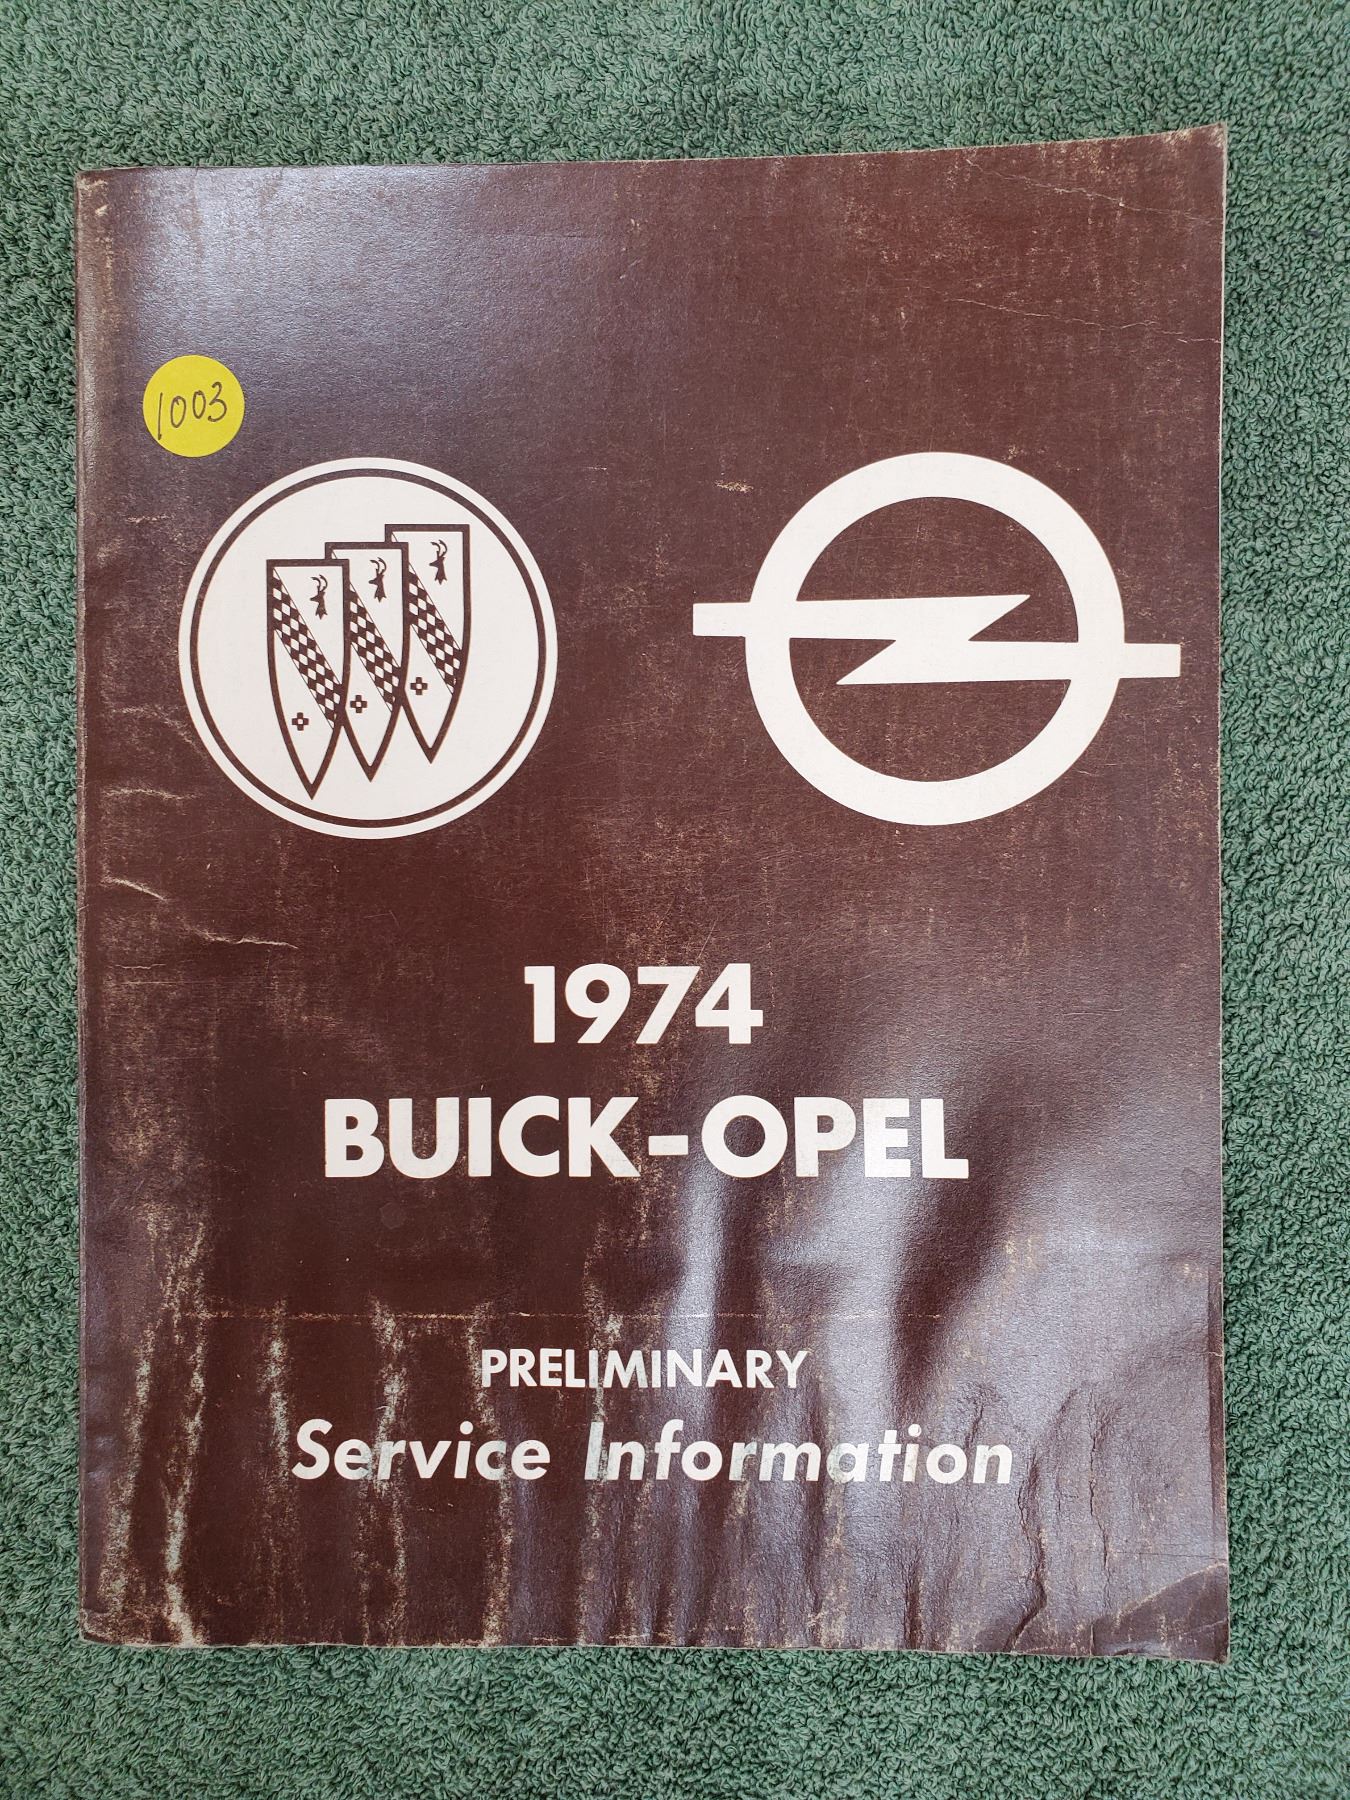 1003
1974
BUICK-OPEL
PRELIMINARY
Service Information